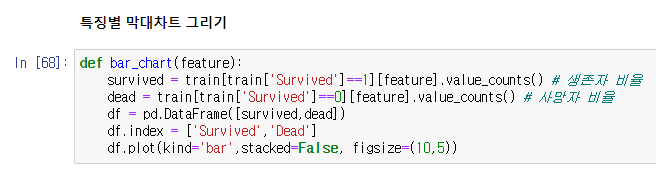 특징별 막대차트 그리기
In [68]: def bar_chart(feature):
survived = train[train['Survived']==1][feature].value_counts() # 생존자 비율
dead = train[train['Survived']==0][feature].value_counts() # 사망자 비율
df = pd.DataFrame([survived,dead])
df.index = ['Survived','Dead']
df.plot(kind='bar',stacked=False, figsize=(10,5))